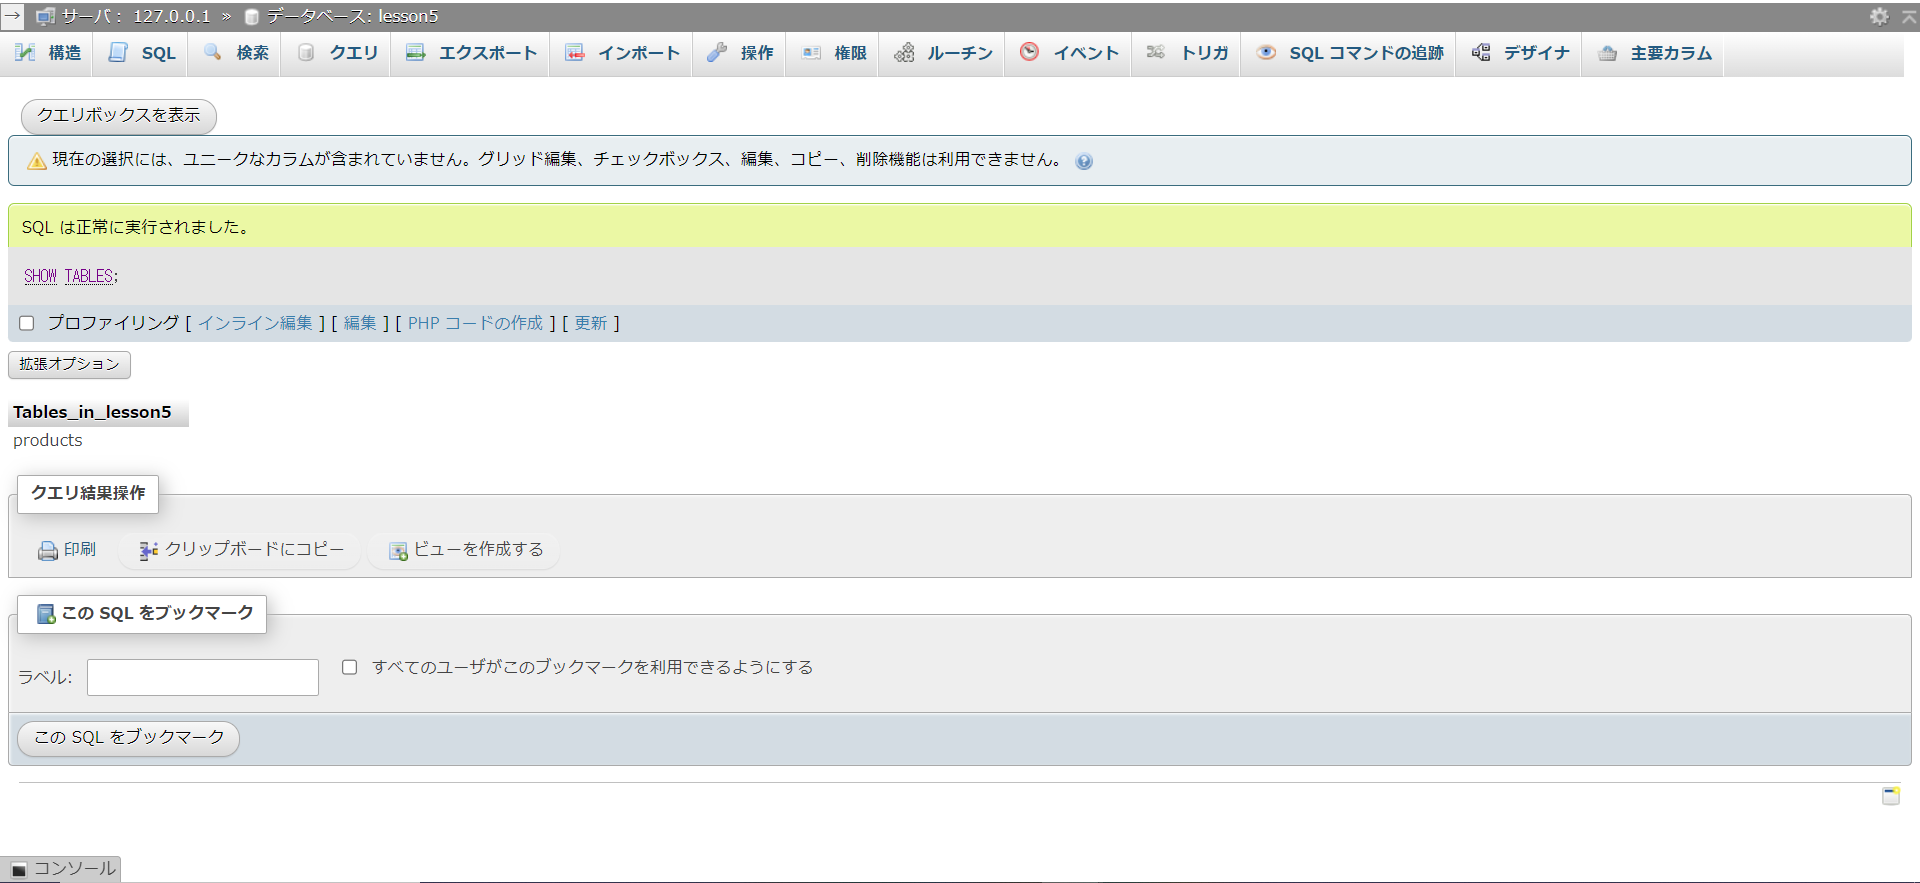 → サーバ： 127.0.0.1 » データベース: lesson5
構造 SQL 検索 クエリ エクスポート インポート 操作 権限 ルーチン イベント トリガ SQL コマンドの追跡 デザイナ 主要カラム
クエリボックスを表示
現在の選択には、ユニークなカラムが含まれていません。グリッド編集、チェックボックス、編集、コピー、削除機能は利用できません。
SQL は正常に実行されました。
SHOW TABLES;
プロファイリング [ インライン編集 ] [ 編集 ] [ PHP コードの作成 ] [ 更新 ]
拡張オプション
Tables_in_lesson5
products
クエリ結果操作
印刷 クリップボードにコピー ビューを作成する
この SQL をブックマーク
ラベル: すべてのユーザがこのブックマークを利用できるようにする
この SQL をブックマーク
コンソール